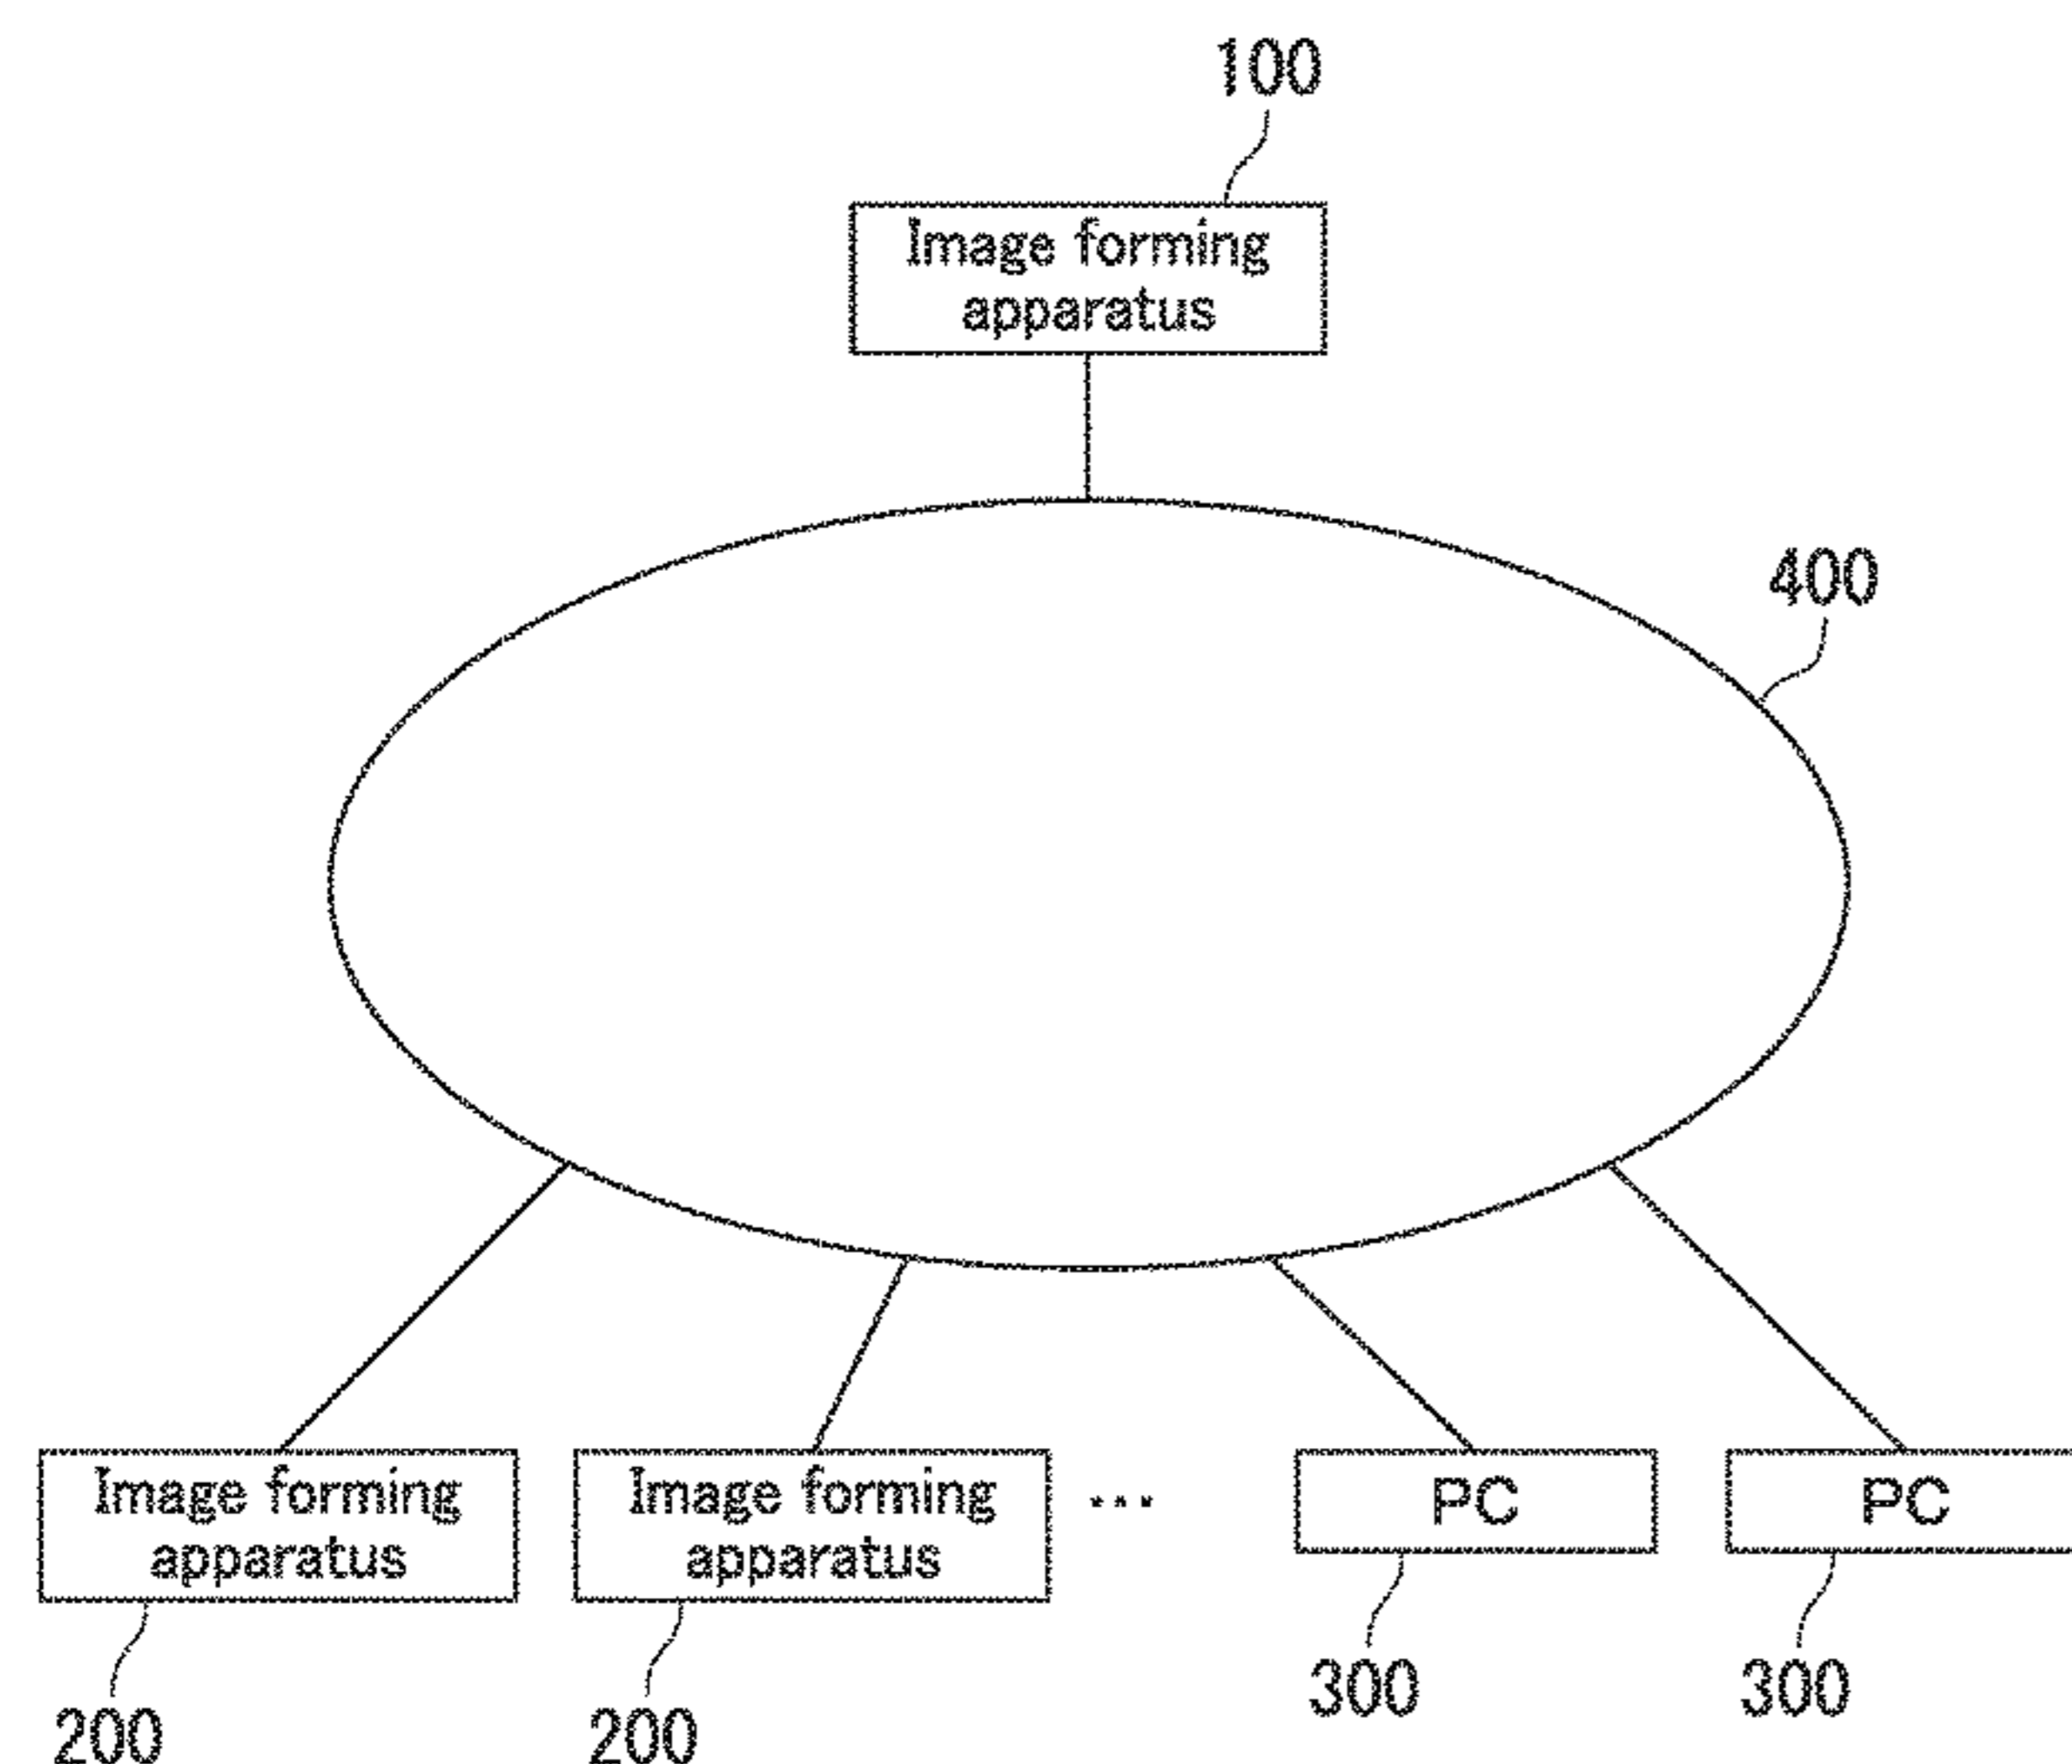 100
Image forming
apparatus
400
Image forming
apparatus
Image forming
apparatus
...
PC
PC
200
200
300
300